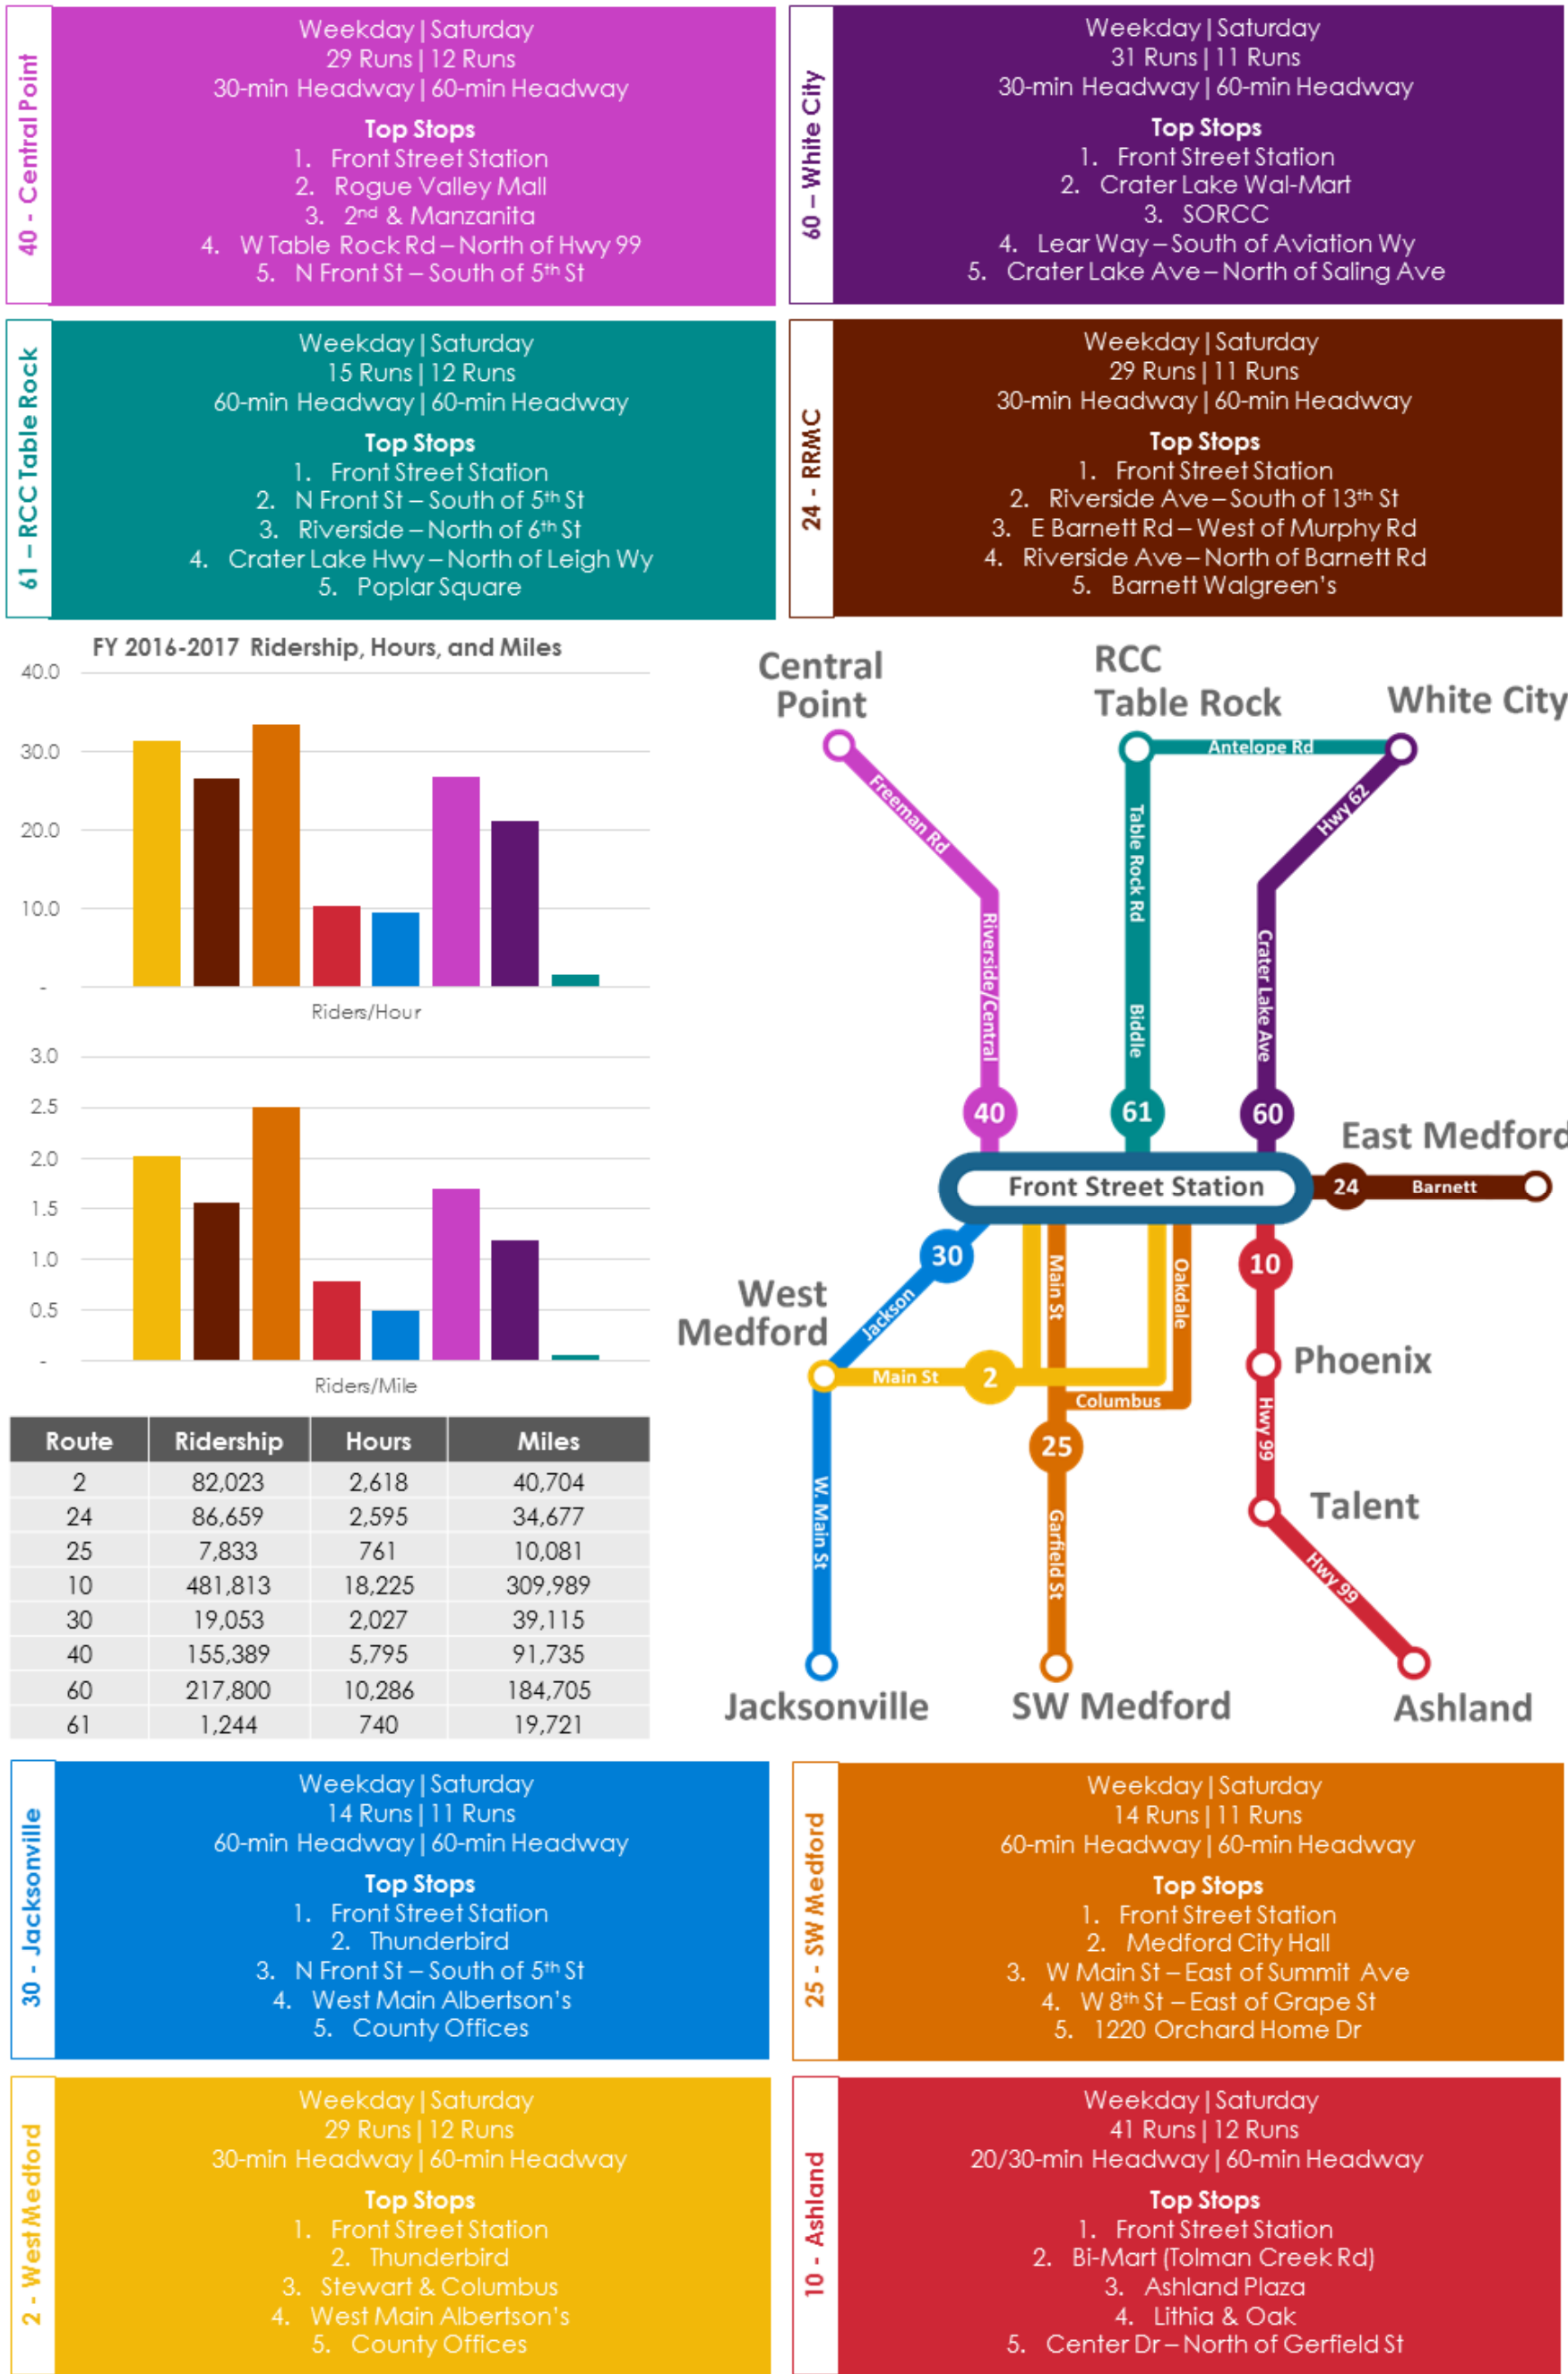 40 - Central Point
Weekday|Saturday
29 Runs|12 Runs
30-min Headway|60-min Headway
Top Stops
1. Front Street Station
2. Rogue Valley Mall
3. 2nd & Manzanita
4. W Table Rock Rd – North of Hwy 99
5. N Front St – South of 5th St
60 – White City
Weekday|Saturday
31 Runs|11 Runs
30-min Headway|60-min Headway
Top Stops
1. Front Street Station
2. Crater Lake Wal-Mart
3. SORCC
4. Lear Way – South of Aviation Wy
5. Crater Lake Ave – North of Saling Ave
61 – RCC Table Rock
Weekday|Saturday
15 Runs|12 Runs
60-min Headway|60-min Headway
Top Stops
1. Front Street Station
2. N Front St – South of 5th St
3. Riverside – North of 6th St
4. Crater Lake Hwy – North of Leigh Wy
5. Poplar Square
24 - RRMC
Weekday|Saturday
29 Runs|11 Runs
30-min Headway|60-min Headway
Top Stops
1. Front Street Station
2. Riverside Ave – South of 13th St
3. E Barnett Rd – West of Murphy Rd
4. Riverside Ave – North of Barnett Rd
5. Barnett Walgreen's
FY 2016-2017 Ridership, Hours, and Miles
40.0
30.0
20.0
10.0
-
Riders/Hour
3.0
2.5
2.0
1.5
1.0
0.5
-
Riders/Mile
Route Ridership Hours Miles
2 82,023 2,618 40,704
24 86,659 2,595 34,677
25 7,833 761 10,081
10 481,813 18,225 309,989
30 19,053 2,027 39,115
40 155,389 5,795 91,735
60 217,800 10,286 184,705
61 1,244 740 19,721
Central
Point
RCC
Table Rock
White City
Antelope Rd
Freeman Rd
Table Rock Rd
Hwy 62
Riverside/Central
Biddle
Crater Lake Ave
40
61
60
East Medford
Front Street Station
24
Barnett
30
Main St
Oakdale
10
West
Medford
Jackson
Phoenix
Main St
2
Columbus
Hwy 99
25
W. Main St
Garfield St
Talent
Hwy 99
Jacksonville
SW Medford
Ashland
30 - Jacksonville
Weekday|Saturday
14 Runs|11 Runs
60-min Headway|60-min Headway
Top Stops
1. Front Street Station
2. Thunderbird
3. N Front St – South of 5th St
4. West Main Albertson's
5. County Offices
25 - SW Medford
Weekday|Saturday
14 Runs|11 Runs
60-min Headway|60-min Headway
Top Stops
1. Front Street Station
2. Medford City Hall
3. W Main St – East of Summit Ave
4. W 8th St – East of Grape St
5. 1220 Orchard Home Dr
2 - West Medford
Weekday|Saturday
29 Runs|12 Runs
30-min Headway|60-min Headway
Top Stops
1. Front Street Station
2. Thunderbird
3. Stewart & Columbus
4. West Main Albertson's
5. County Offices
10 - Ashland
Weekday|Saturday
41 Runs|12 Runs
20/30-min Headway|60-min Headway
Top Stops
1. Front Street Station
2. Bi-Mart (Tolman Creek Rd)
3. Ashland Plaza
4. Lithia & Oak
5. Center Dr – North of Gerfield St